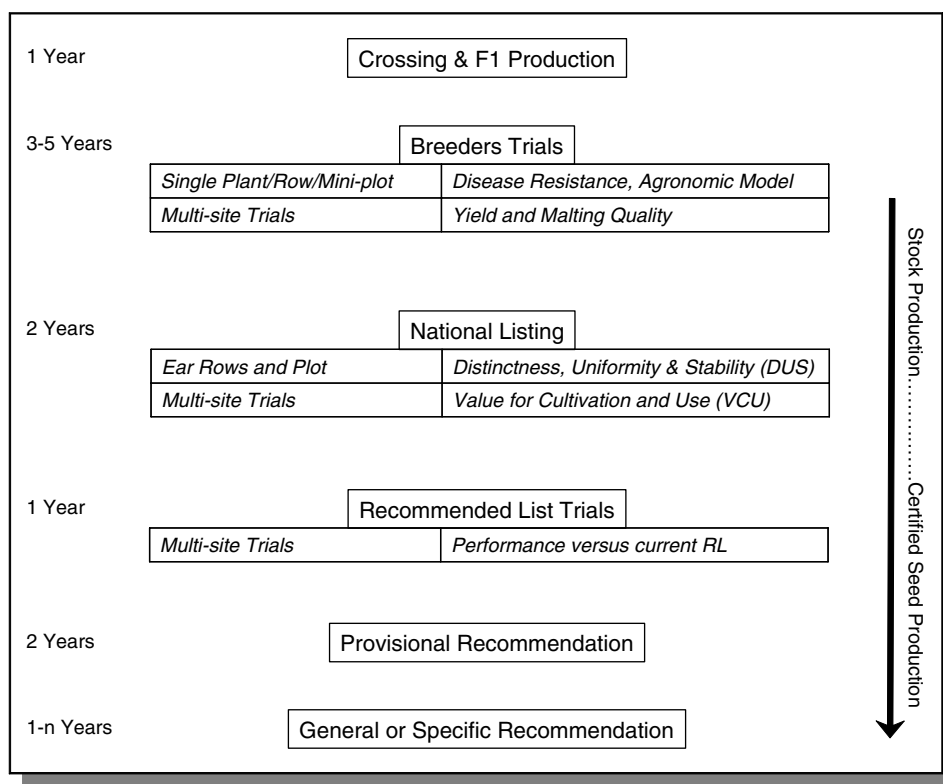 1 Year
Crossing & F1 Production
3-5 Years
Breeders Trials
Single Plant/Row/Mini-plot
Disease Resistance, Agronomic Model
Multi-site Trials
Yield and Malting Quality
2 Years
National Listing
Ear Rows and Plot
Distinctness, Uniformity & Stability (DUS)
Multi-site Trials
Value for Cultivation and Use (VCU)
1 Year
Recommended List Trials
Multi-site Trials
Performance versus current RL
2 Years
Provisional Recommendation
1-n Years
General or Specific Recommendation
Stock Production……………Certified Seed Production